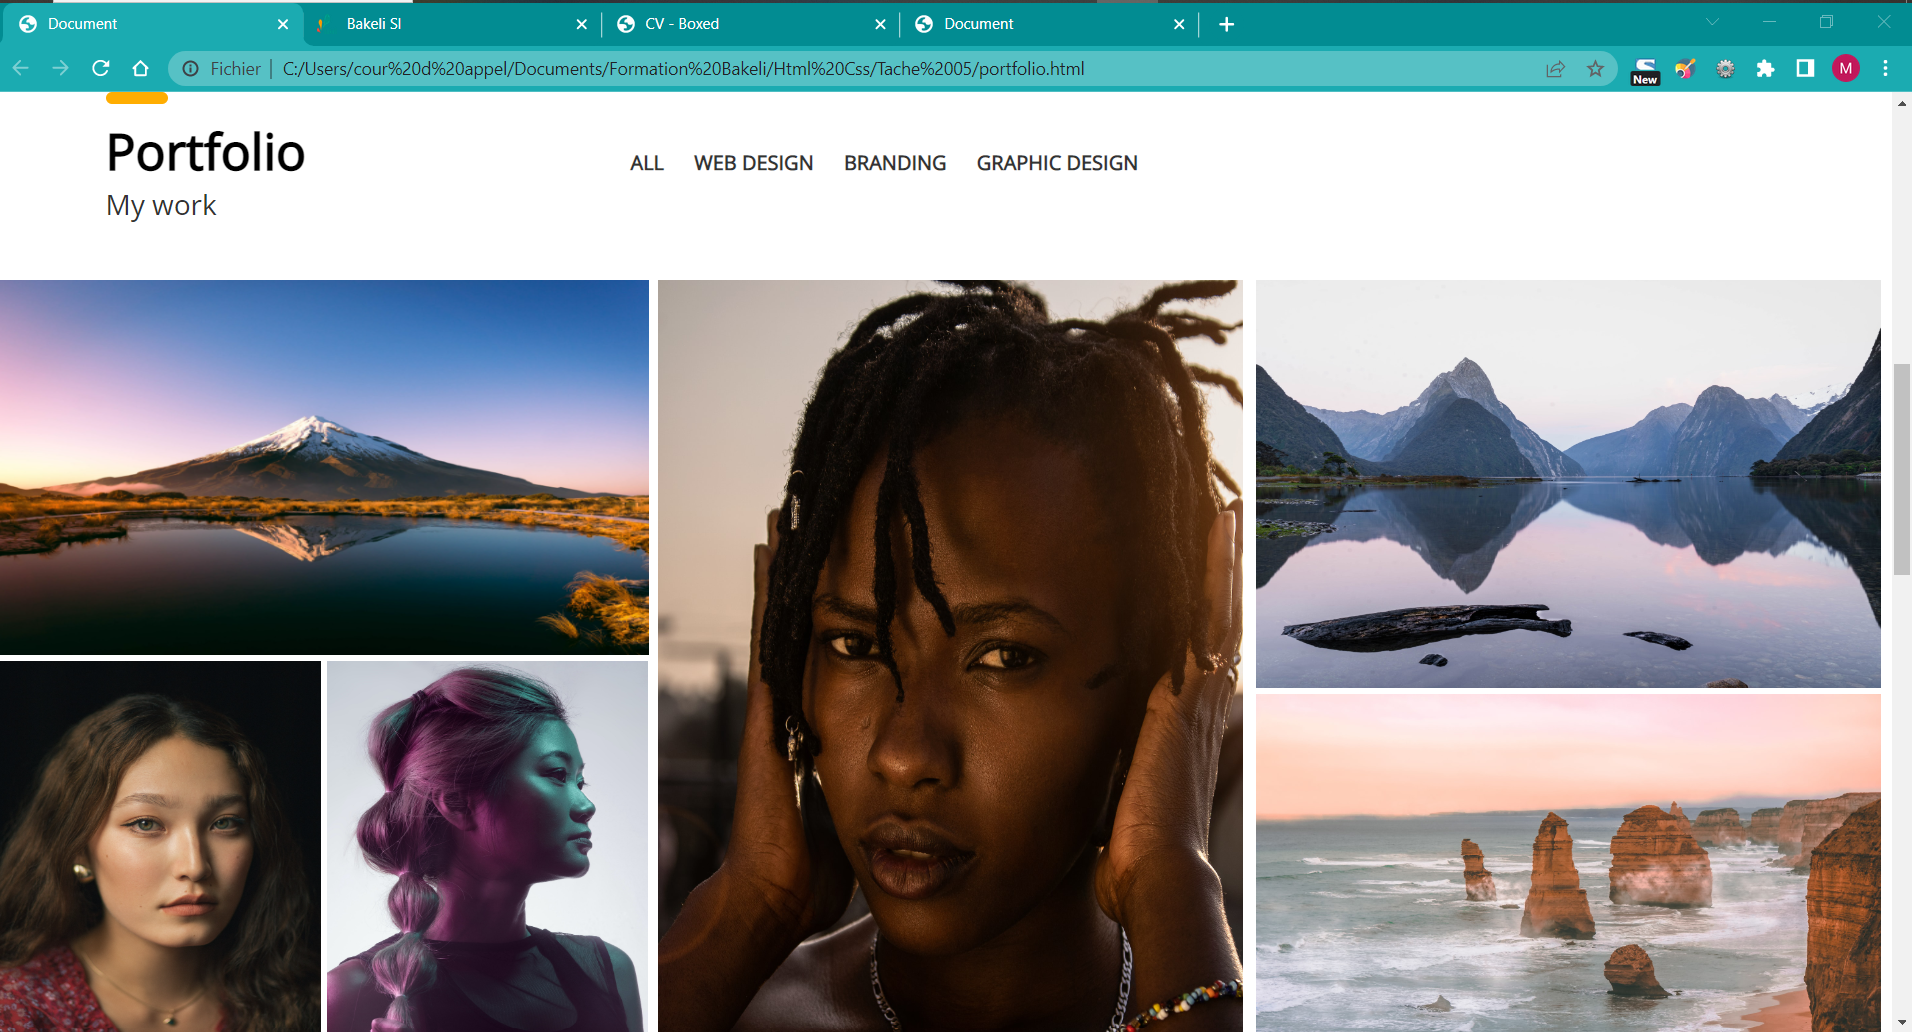 Document
Bakeli SI
CV - Boxed
Document
Fichier | C:/Users/cour%20d%20appel/Documents/Formation%20Bakeli/Html%20Css/Tache%2005/portfolio.html
New
M
Portfolio
ALL WEB DESIGN BRANDING GRAPHIC DESIGN
My work